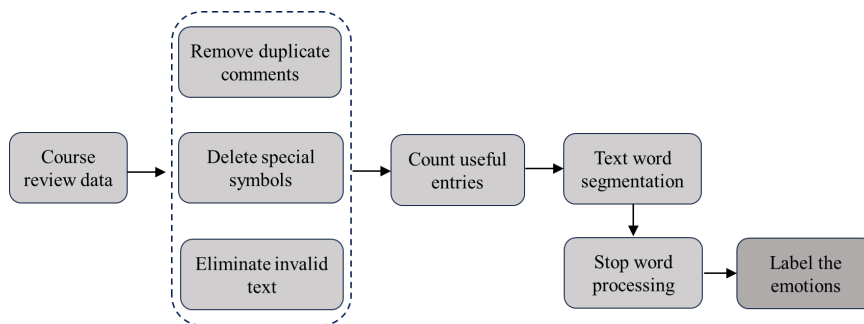 Course
review data
Remove duplicate
comments
Delete special
symbols
Eliminate invalid
text
Count useful
entries
Text word
segmentation
Stop word
processing
Label the
emotions